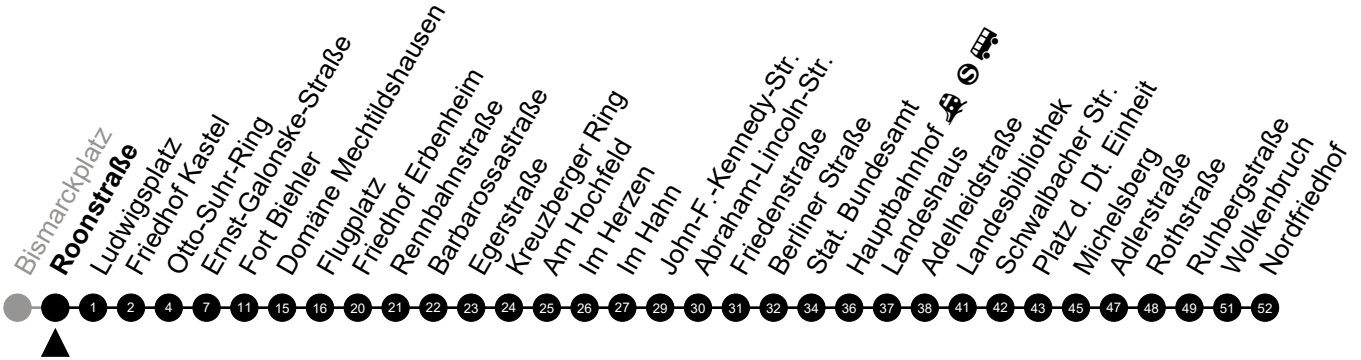 Bismarckplatz
Roonstraße
Ludwigsplatz
Friedhof Kastel
Otto-Suhr-Ring
Ernst-Galonske-Straße
Fort Biehler
Domäne Mechtildshausen
Flugplatz
Friedhof Erbenheim
Rennbahnstraße
Barbarossastraße
Egerstraße
Kreuzberger Ring
Am Hochfeld
Im Herzen
Im Hahn
John-F.-Kennedy-Str.
Abraham-Lincoln-Str.
Friedenstraße
Berliner Straße
Stat. Bundesamt
Hauptbahnhof S
Landeshaus
Adelheidstraße
Landesbibliothek
Schwalbacher Str.
Platz d. Dt. Einheit
Michelsberg
Adlerstraße
Rothstraße
Ruhbergstraße
Wolkenbruch
Nordfriedhof
1 2 4 7 11 15 16 20 21 22 23 24 25 26 27 29 30 31 32 34 36 37 38 41 42 43 45 47 48 49 51 52